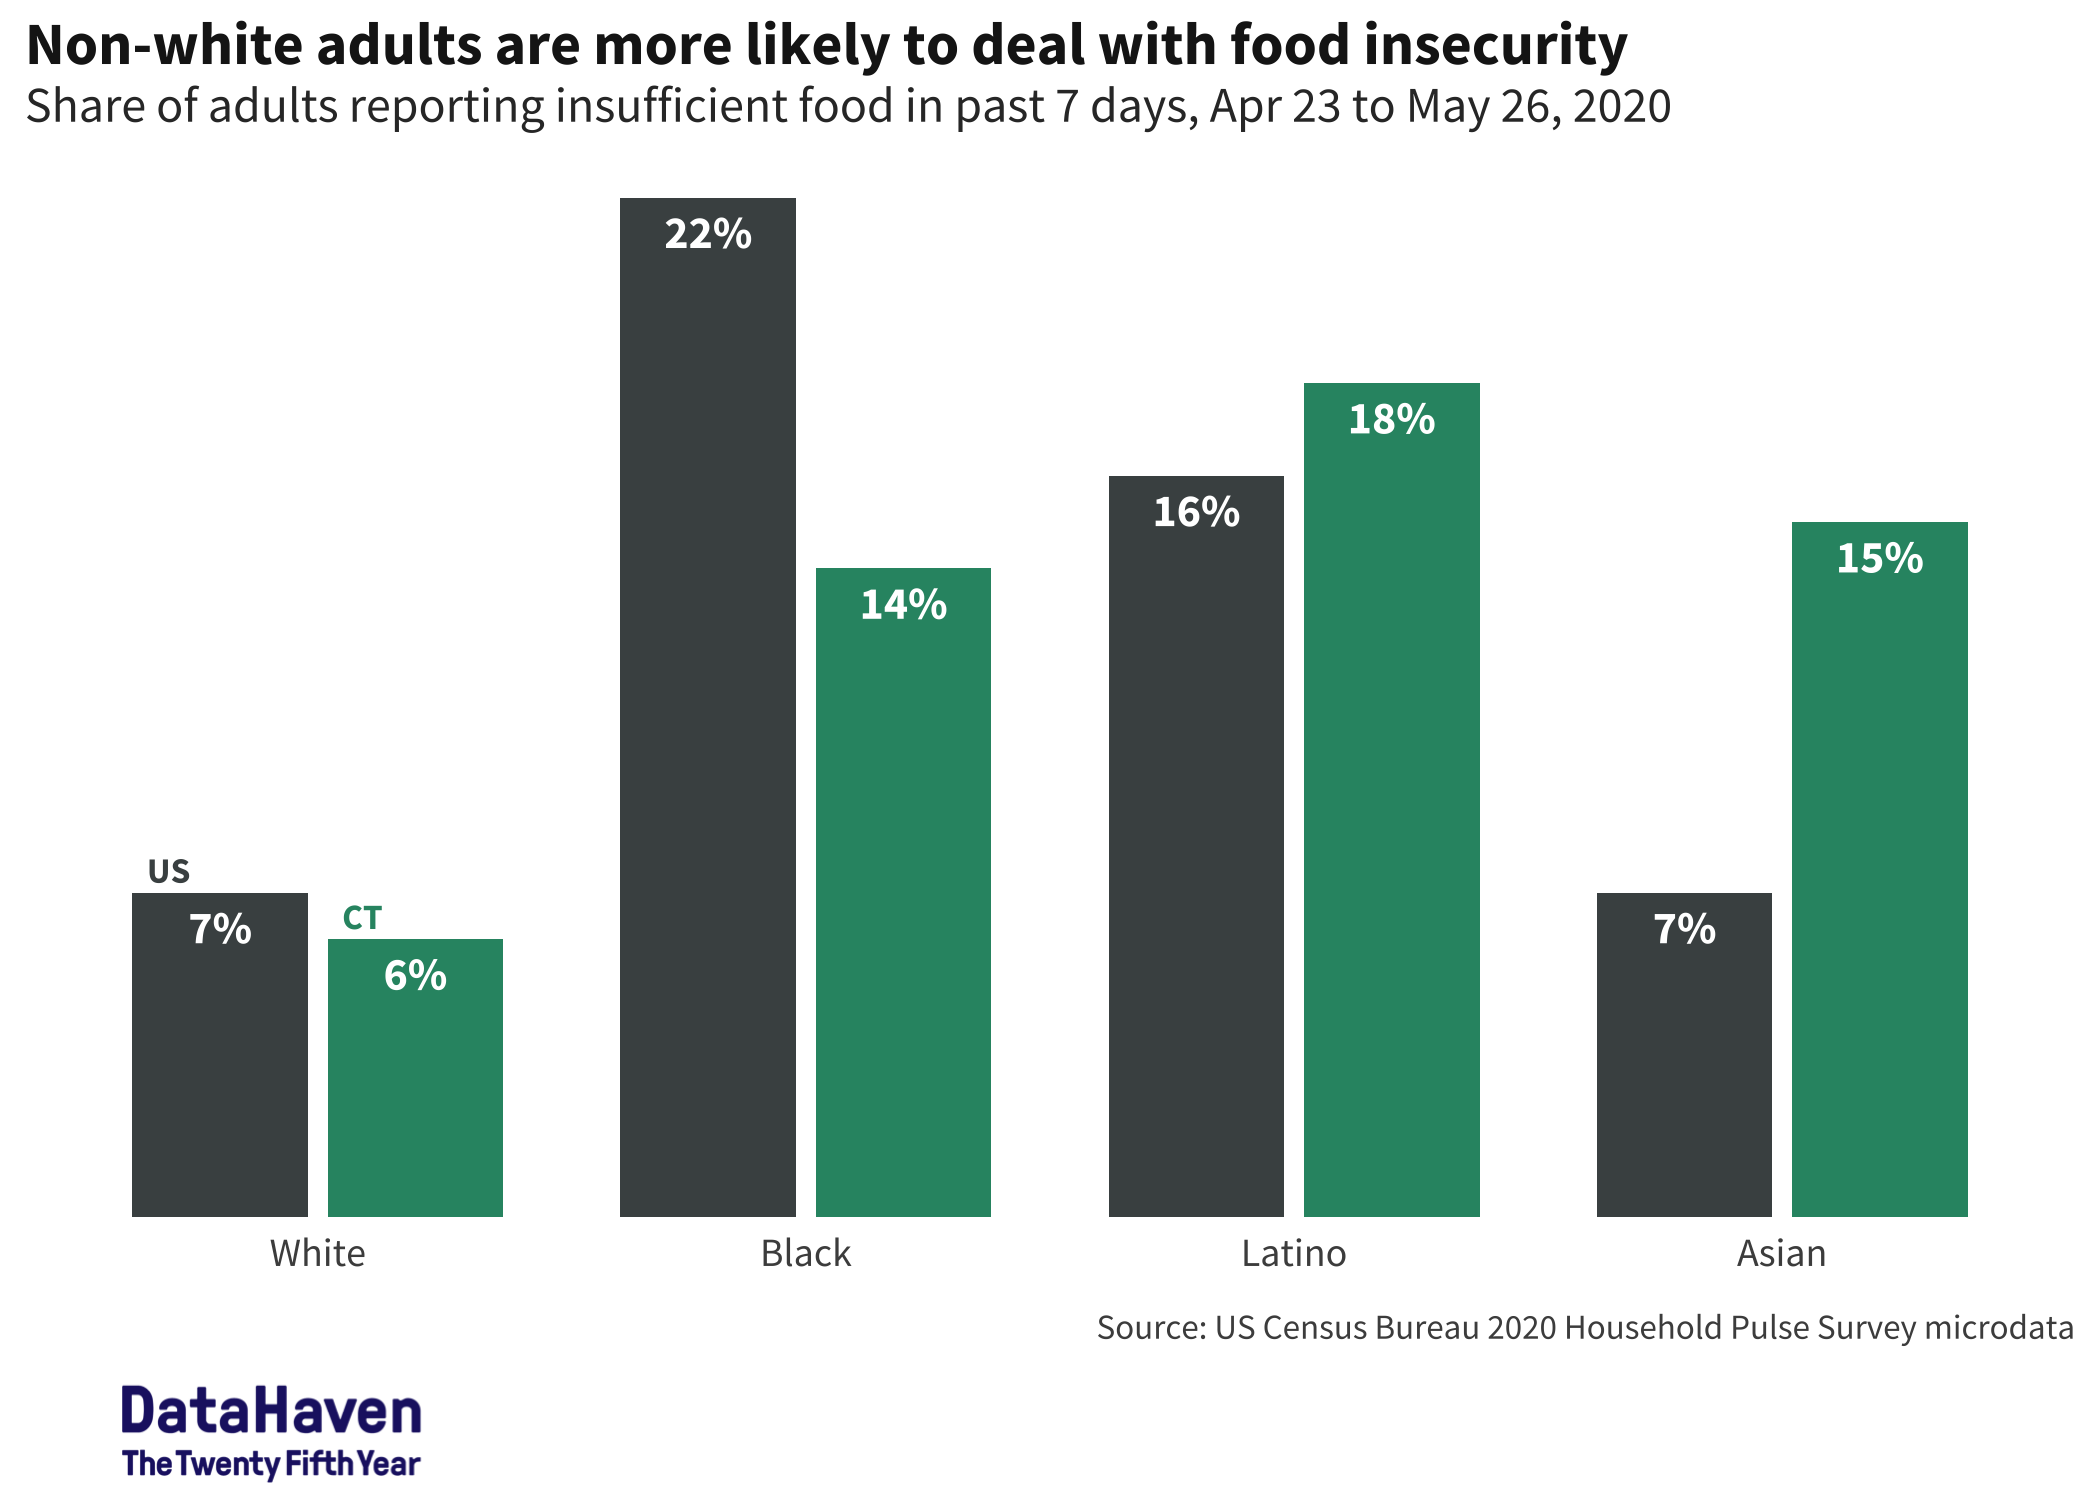 Non-white adults are more likely to deal with food insecurity
Share of adults reporting insufficient food in past 7 days, Apr 23 to May 26, 2020
22%
18%
16%
15%
14%
US
7%
CT
6%
7%
White
Black
Latino
Asian
Source: US Census Bureau 2020 Household Pulse Survey microdata
DataHaven
The Twenty Fifth Year